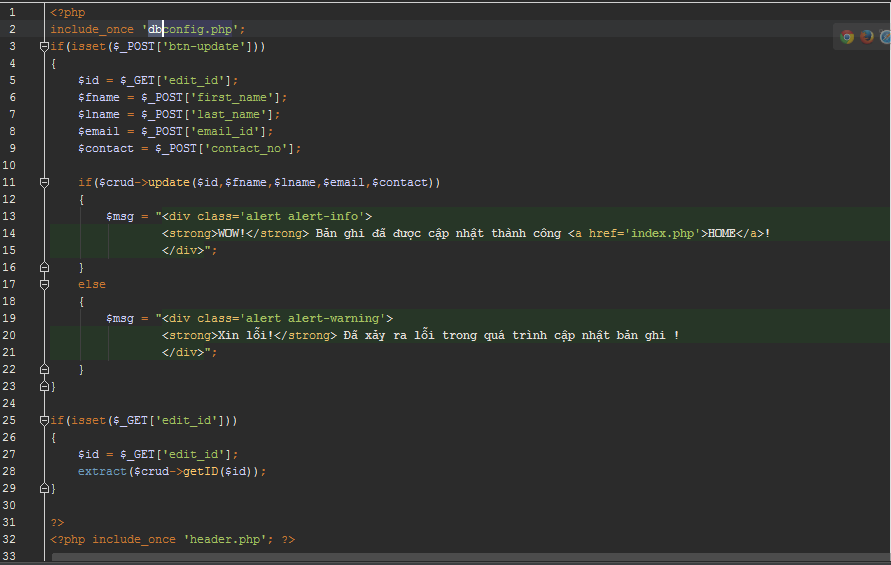 1 <?php
2 include_once 'dbconfig.php';
3 if(isset($_POST['btn-update']))
4 {
5 $id = $_GET['edit_id'];
6 $fname = $_POST['first_name'];
7 $lname = $_POST['last_name'];
8 $email = $_POST['email_id'];
9 $contact = $_POST['contact_no'];
10
11 if($crud->update($id,$fname,$lname,$email,$contact))
12 {
13 $msg = "<div class='alert alert-info'>
14 <strong>WOW!</strong> Bản ghi đã được cập nhật thành công <a href='index.php'>HOME</a>!
15 </div>";
16 }
17 else
18 {
19 $msg = "<div class='alert alert-warning'>
20 <strong>Xin lỗi!</strong> Đã xảy ra lỗi trong quá trình cập nhật bản ghi !
21 </div>";
22 }
23 }
24
25 if(isset($_GET['edit_id']))
26 {
27 $id = $_GET['edit_id'];
28 extract($crud->getID($id));
29 }
30
31 ?>
32 <?php include_once 'header.php'; ?>
33